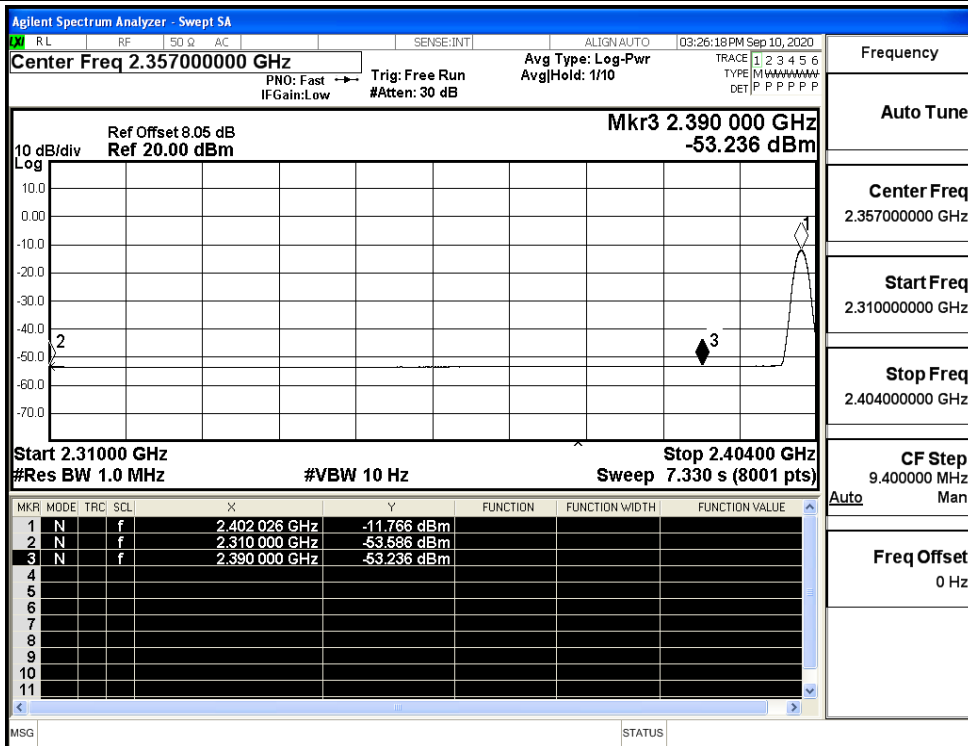 Agilent Spectrum Analyzer - Swept SA
LXI RL RF 50 Ω AC SENSE:INT ALIGN AUTO 03:26:18 PM Sep 10, 2020
Center Freq 2.357000000 GHz
PNO: Fast
IFGain:Low
Trig: Free Run
#Atten: 30 dB
Avg Type: Log-Pwr
Avg|Hold: 1/10
TRACE 1 2 3 4 5 6
TYPE M W W W W W
DET P P P P P P
Mkr3 2.390 000 GHz
-53.236 dBm
Ref Offset 8.05 dB
10 dB/div Ref 20.00 dBm
Log
10.0
0.00
-10.0
-20.0
-30.0
-40.0
-50.0
-60.0
-70.0
1
2
3
Start 2.31000 GHz Stop 2.40400 GHz
#Res BW 1.0 MHz #VBW 10 Hz Sweep 7.330 s (8001 pts)
MKR MODE TRC SCL X Y FUNCTION FUNCTION WIDTH FUNCTION VALUE
1 N f 2.402 026 GHz -11.766 dBm
2 N f 2.310 000 GHz -53.586 dBm
3 N f 2.390 000 GHz -53.236 dBm
4
5
6
7
8
9
10
11
MSG STATUS
Frequency
Auto Tune
Center Freq
2.357000000 GHz
Start Freq
2.310000000 GHz
Stop Freq
2.404000000 GHz
CF Step
9.400000 MHz
Auto Man
Freq Offset
0 Hz